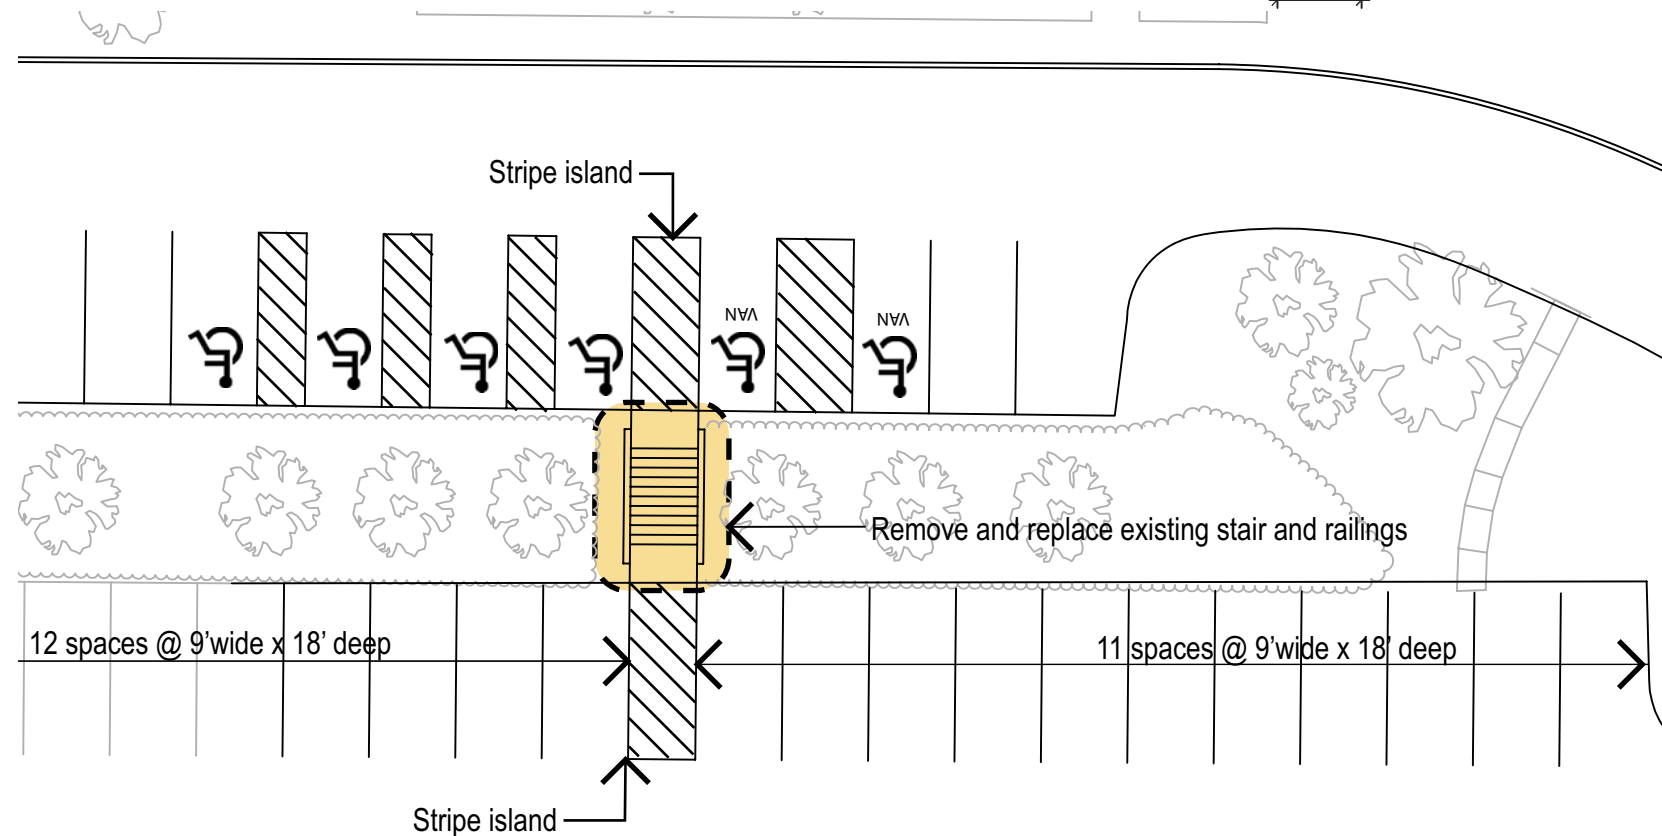 Stripe island
VAN
VAN
Remove and replace existing stair and railings
12 spaces @ 9’wide x 18’ deep
11 spaces @ 9’wide x 18’ deep
Stripe island